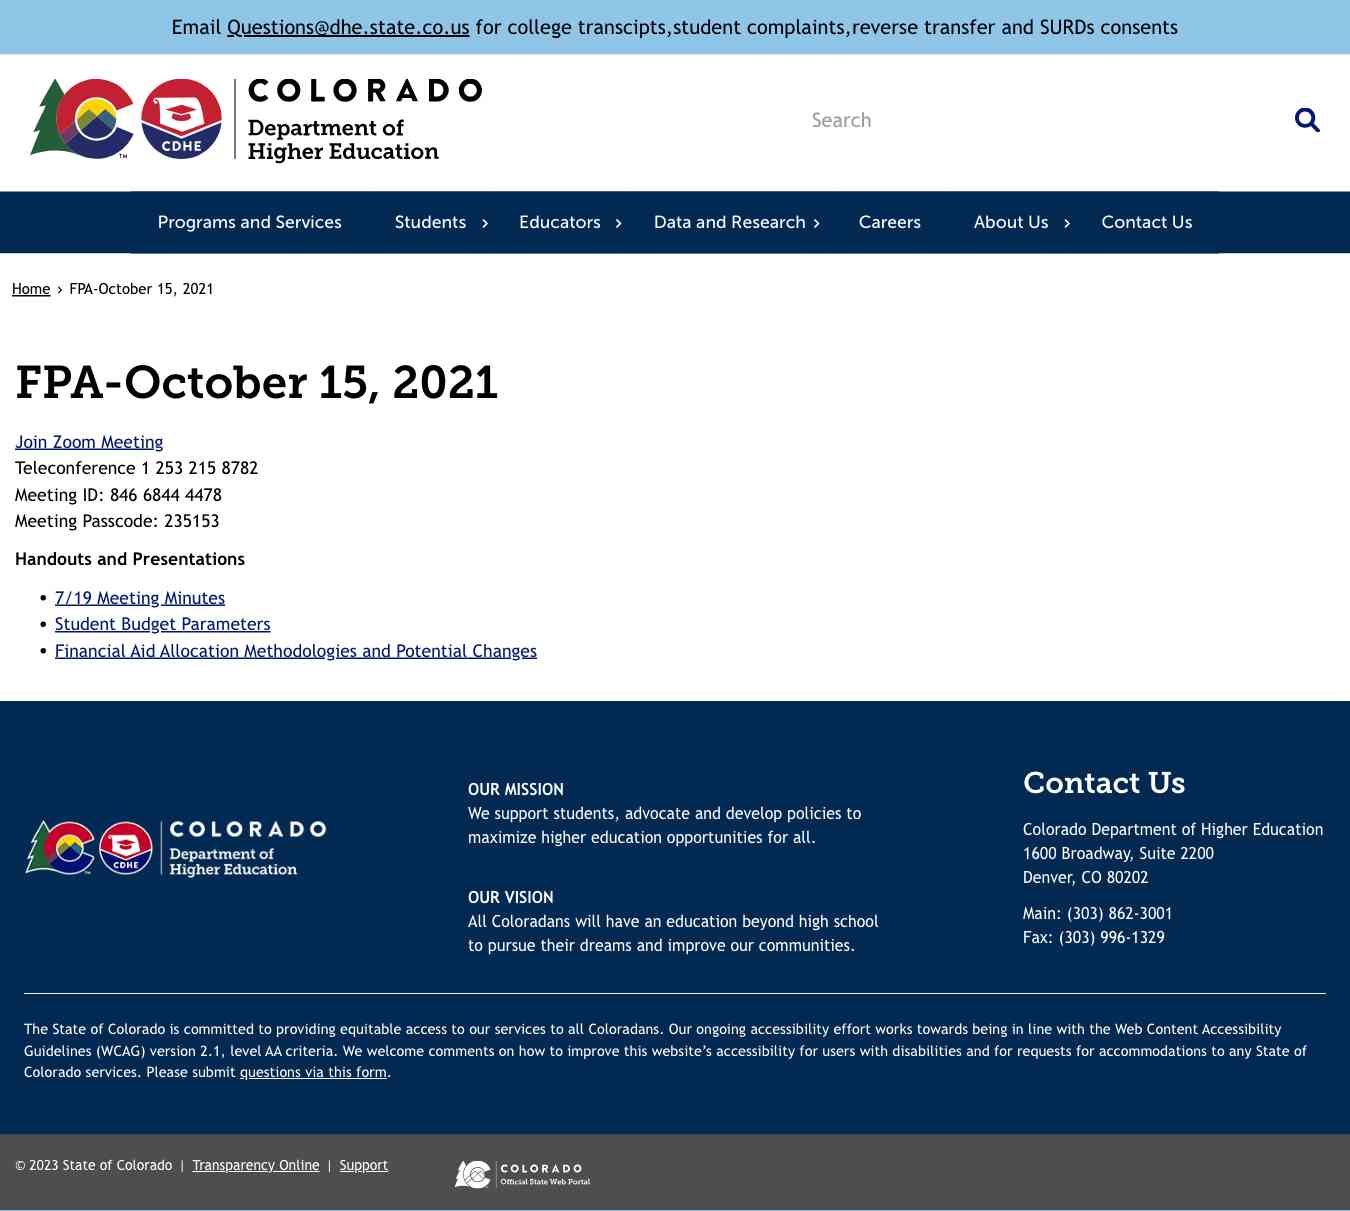 Email Questions@dhe.state.co.us for college transcipts,student complaints,reverse transfer and SURDs consents
COLORADO
Department of
Higher Education
CDHE
TM
Search
Programs and Services
Students
Educators
Data and Research
Careers
About Us
Contact Us
Home › FPA-October 15, 2021
FPA-October 15, 2021
Join Zoom Meeting
Teleconference 1 253 215 8782
Meeting ID: 846 6844 4478
Meeting Passcode: 235153
Handouts and Presentations
• 7/19 Meeting Minutes
• Student Budget Parameters
• Financial Aid Allocation Methodologies and Potential Changes
COLORADO
Department of
Higher Education
CDHE
TM
OUR MISSION
We support students, advocate and develop policies to
maximize higher education opportunities for all.
OUR VISION
All Coloradans will have an education beyond high school
to pursue their dreams and improve our communities.
Contact Us
Colorado Department of Higher Education
1600 Broadway, Suite 2200
Denver, CO 80202
Main: (303) 862-3001
Fax: (303) 996-1329
The State of Colorado is committed to providing equitable access to our services to all Coloradans. Our ongoing accessibility effort works towards being in line with the Web Content Accessibility
Guidelines (WCAG) version 2.1, level AA criteria. We welcome comments on how to improve this website’s accessibility for users with disabilities and for requests for accommodations to any State of
Colorado services. Please submit questions via this form.
© 2023 State of Colorado | Transparency Online | Support
COLORADO
Official State Web Portal